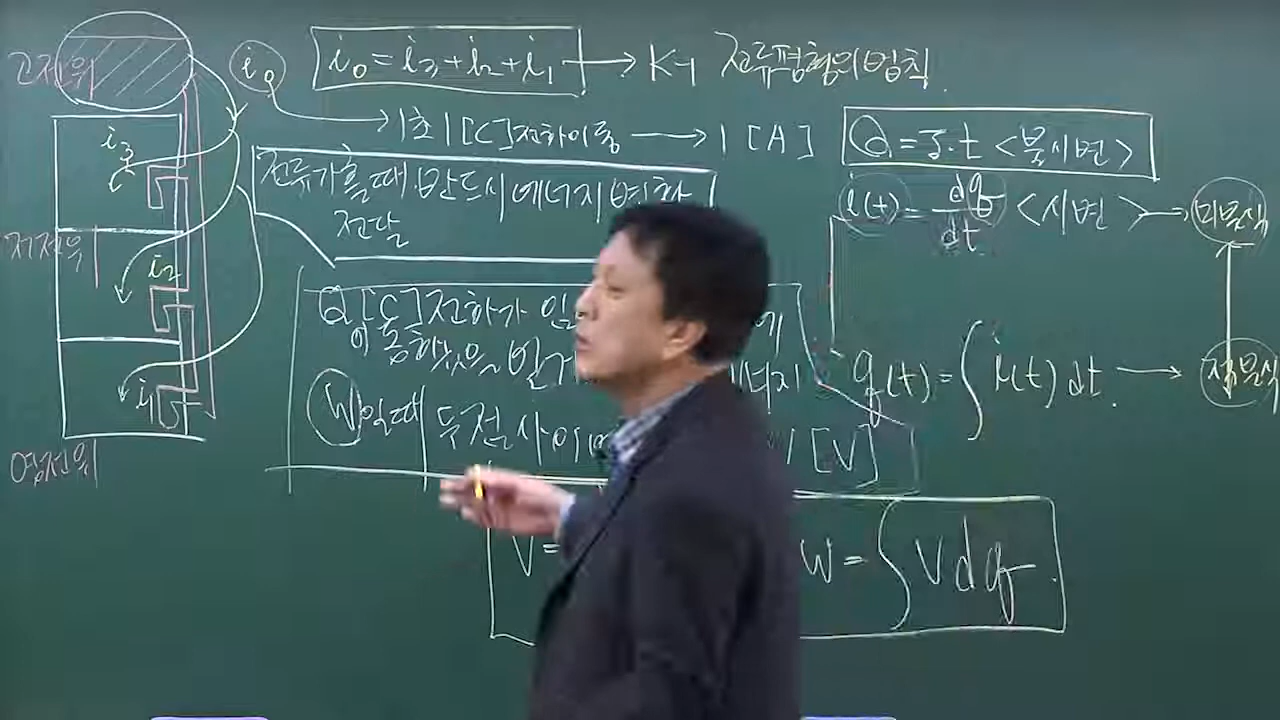 고전위
i₀
i₀ = i₃ + i₂ + i₁ → K-1 전류평형의 법칙.
→ 1초 1[C] 전하이동 → 1 [A]
Q = I·t <불시변>
i₃
전류가 흐를 때 반드시 에너지 변환
전달
i(t) = dq/dt <시변> → 미분식
저전위
i₂
Q[C] 전하가
이동하였을
q(t) = ∫ i(t) dt. → 적분식
i₁
W일 때 두 점 사이에 [V]
영전위
V =
W = ∫ V dq.